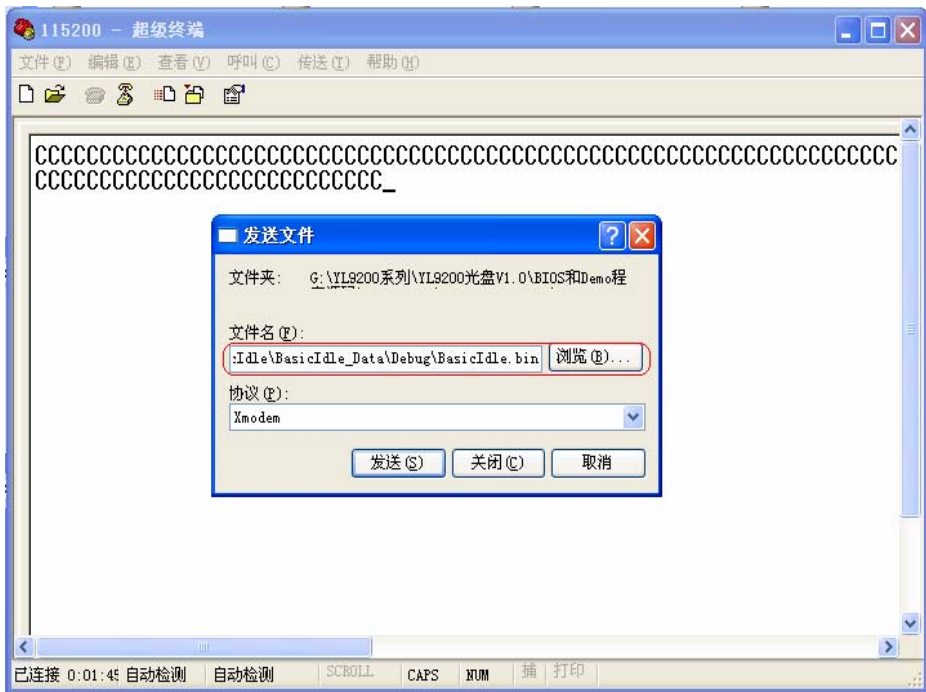 115200 - 超级终端
文件(F) 编辑(E) 查看(V) 呼叫(C) 传送(T) 帮助(H)
CCCCCCCCCCCCCCCCCCCCCCCCCCCCCCCCCCCCCCCCCCCCCCCCCCCCCCCCCCCCCCCCCCC
CCCCCCCCCCCCCCCCCCCCCCCCCCC_
发送文件
文件夹: G:\YL9200系列\YL9200光盘V1.0\BIOS和Demo程
文件名(F):
:Idle\BasicIdle_Data\Debug\BasicIdle.bin 浏览(B)...
协议(P):
Xmodem
发送(S) 关闭(C) 取消
已连接 0:01:45 自动检测 自动检测 SCROLL CAPS NUM 捕 打印